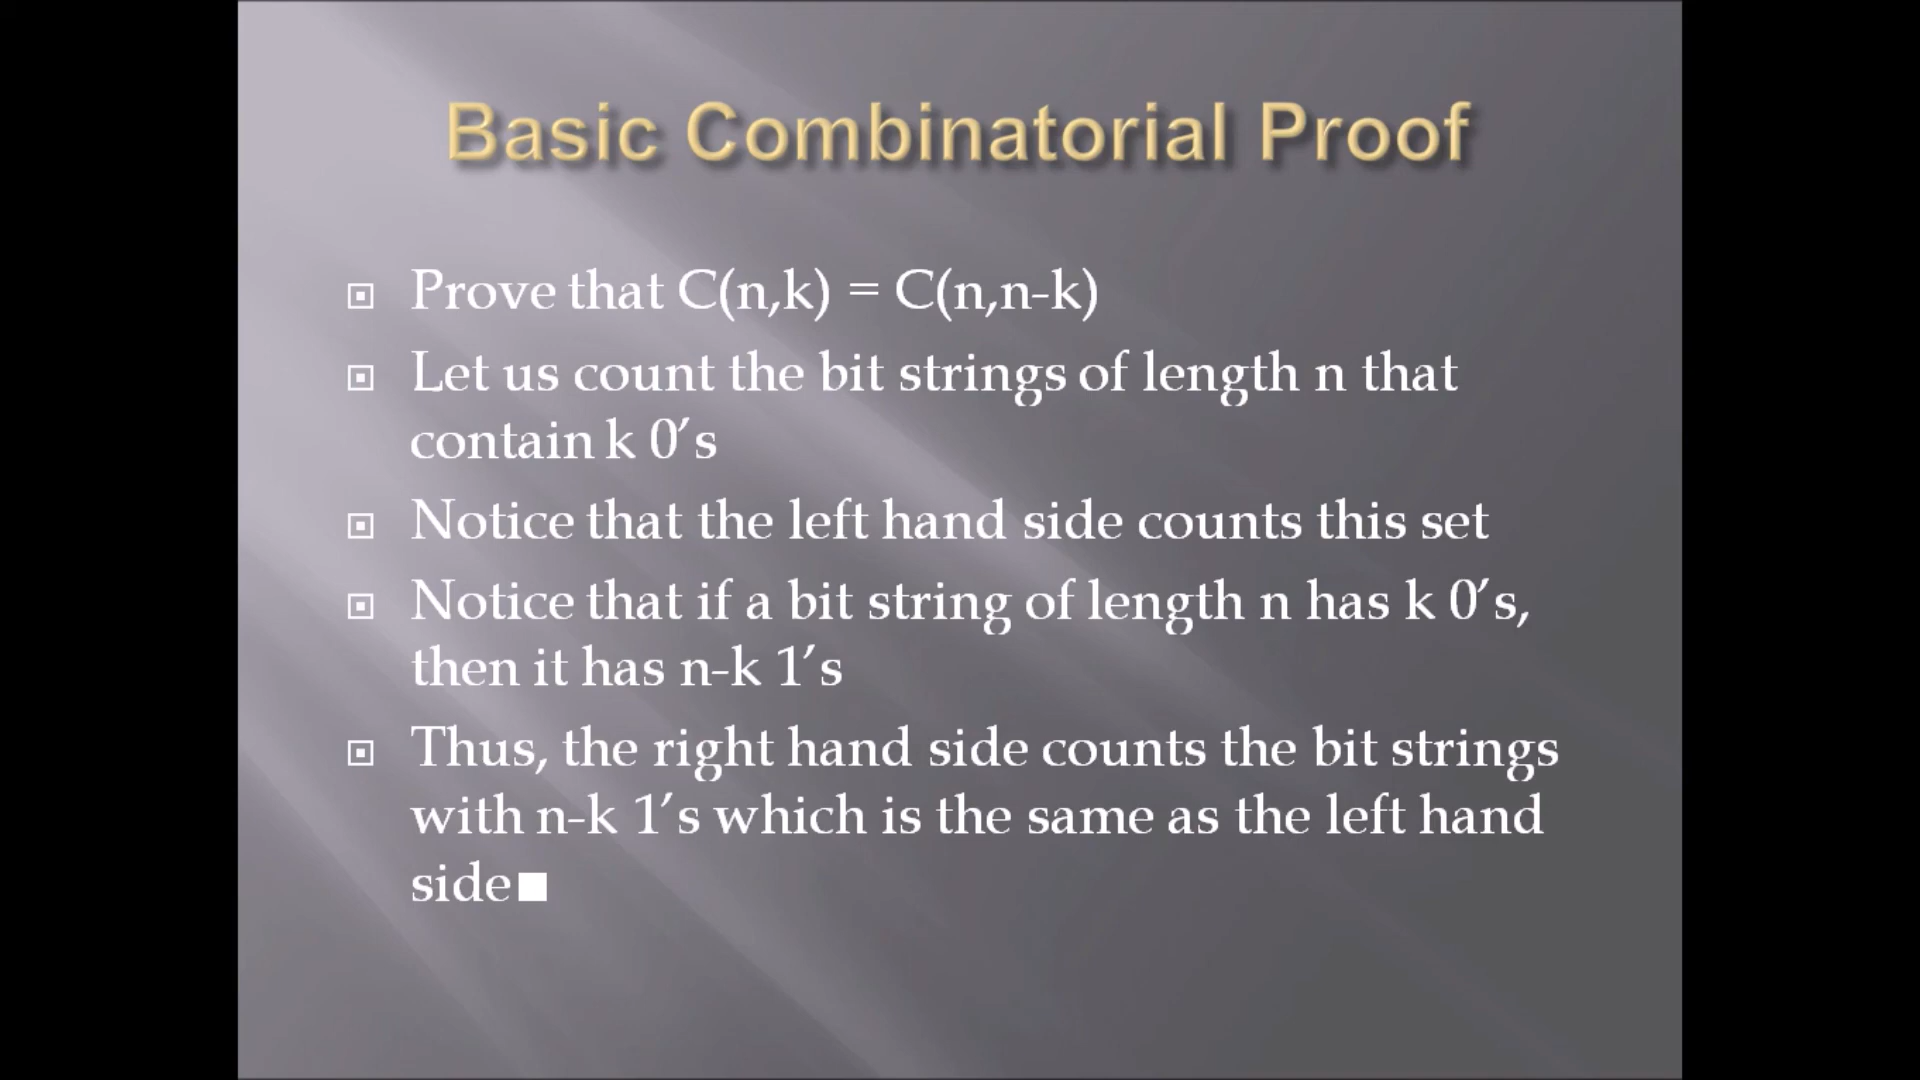 Basic Combinatorial Proof
Prove that C(n,k) = C(n,n-k)
Let us count the bit strings of length n that
contain k 0’s
Notice that the left hand side counts this set
Notice that if a bit string of length n has k 0’s,
then it has n-k 1’s
Thus, the right hand side counts the bit strings
with n-k 1’s which is the same as the left hand
side■